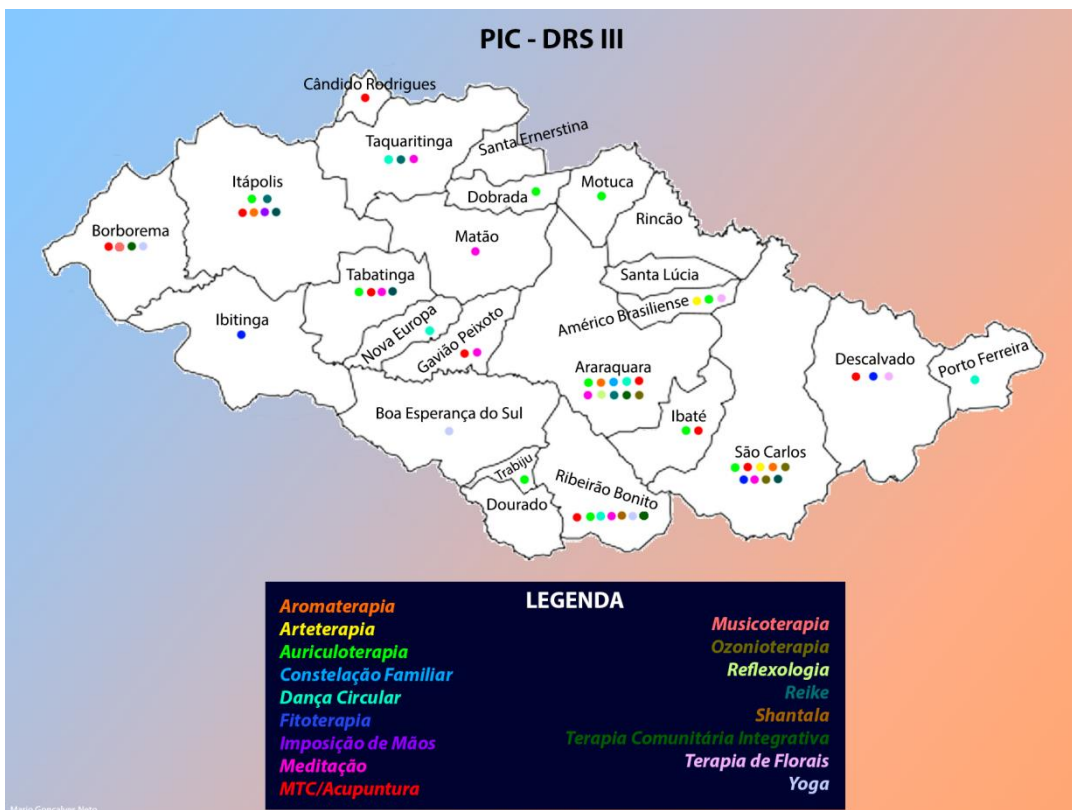 PIC - DRS III
Cândido Rodrigues
Taquaritinga
Santa Ernerstina
Itápolis
Dobrada
Motuca
Rincão
Borborema
Matão
Tabatinga
Santa Lúcia
Américo Brasiliense
Ibitinga
Nova Europa
Gavião Peixoto
Araraquara
Descalvado
Porto Ferreira
Boa Esperança do Sul
Ibaté
São Carlos
Trabiju
Ribeirão Bonito
Dourado
LEGENDA
Aromaterapia
Arteterapia
Auriculoterapia
Constelação Familiar
Dança Circular
Fitoterapia
Imposição de Mãos
Meditação
MTC/Acupuntura
Musicoterapia
Ozonioterapia
Reflexologia
Reike
Shantala
Terapia Comunitária Integrativa
Terapia de Florais
Yoga